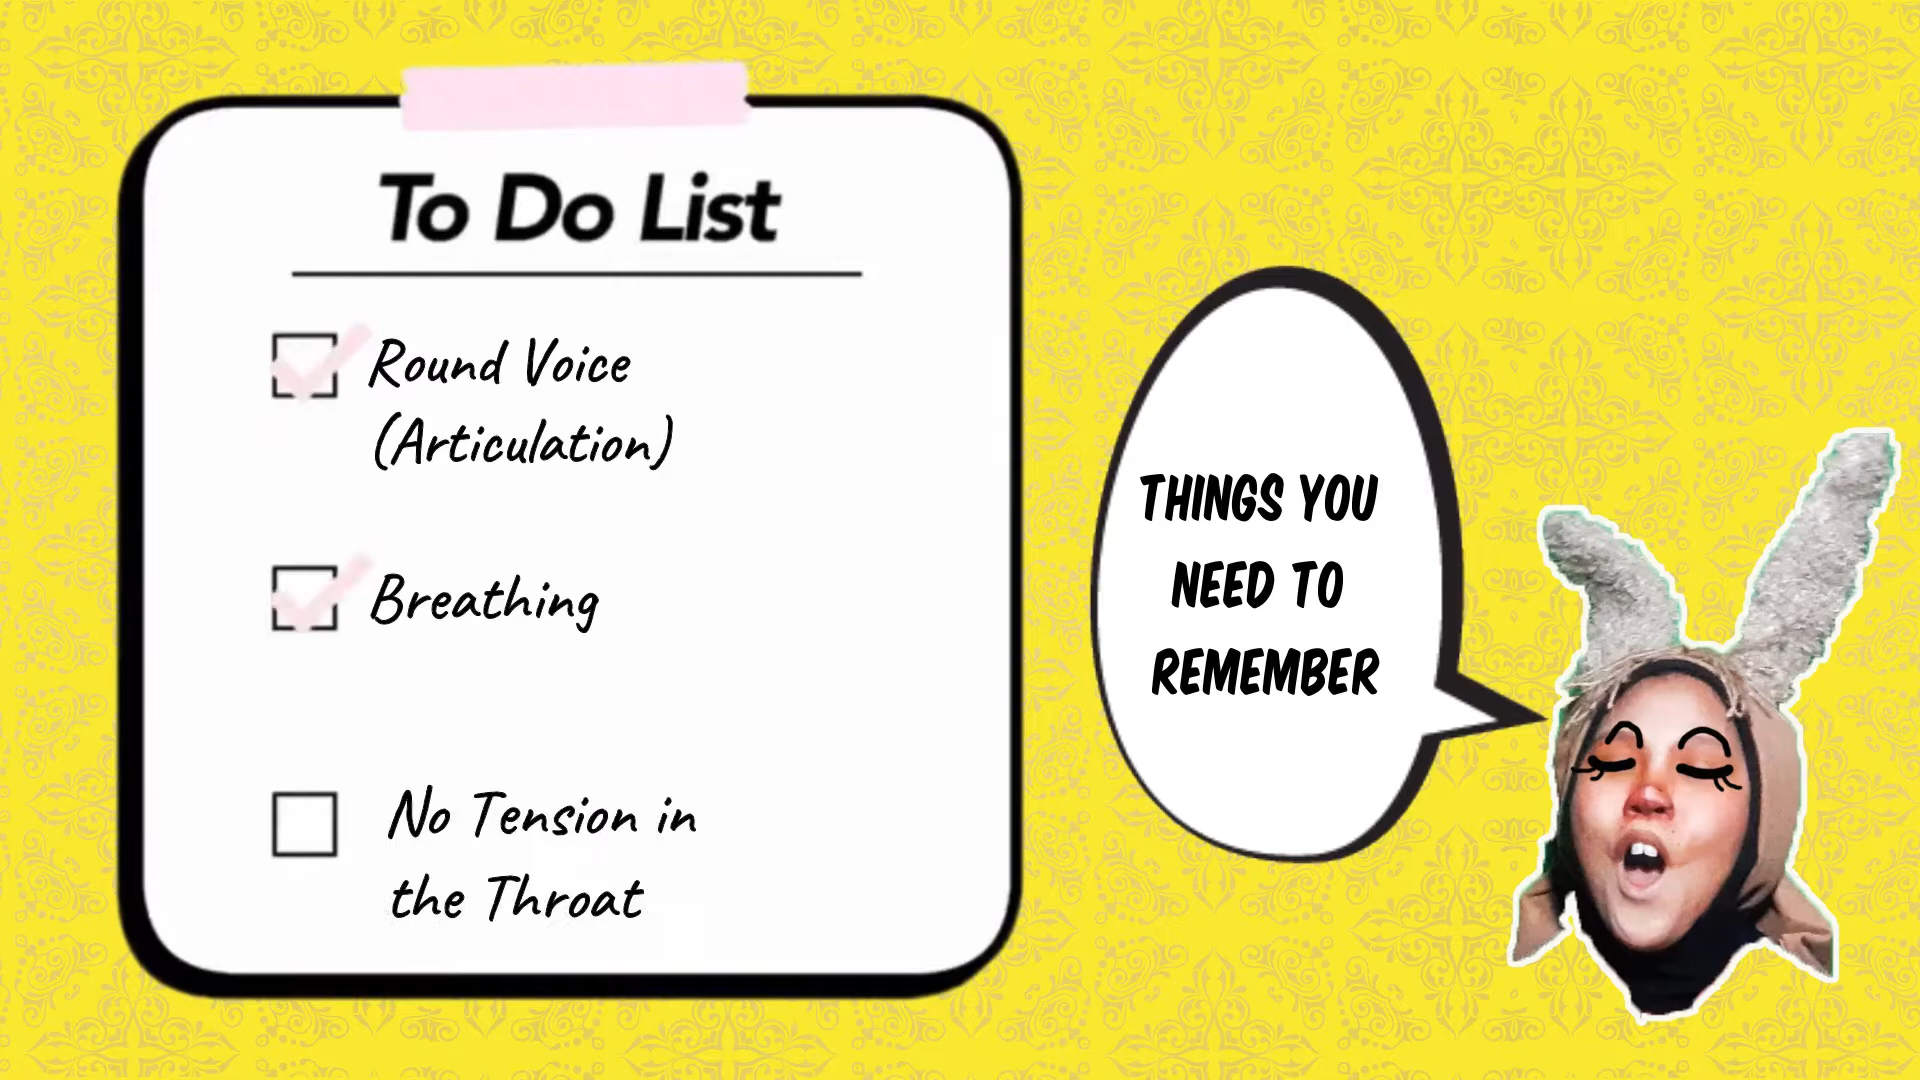 To Do List
Round Voice
(Articulation)
Breathing
No Tension in
the Throat
THINGS YOU
NEED TO
REMEMBER